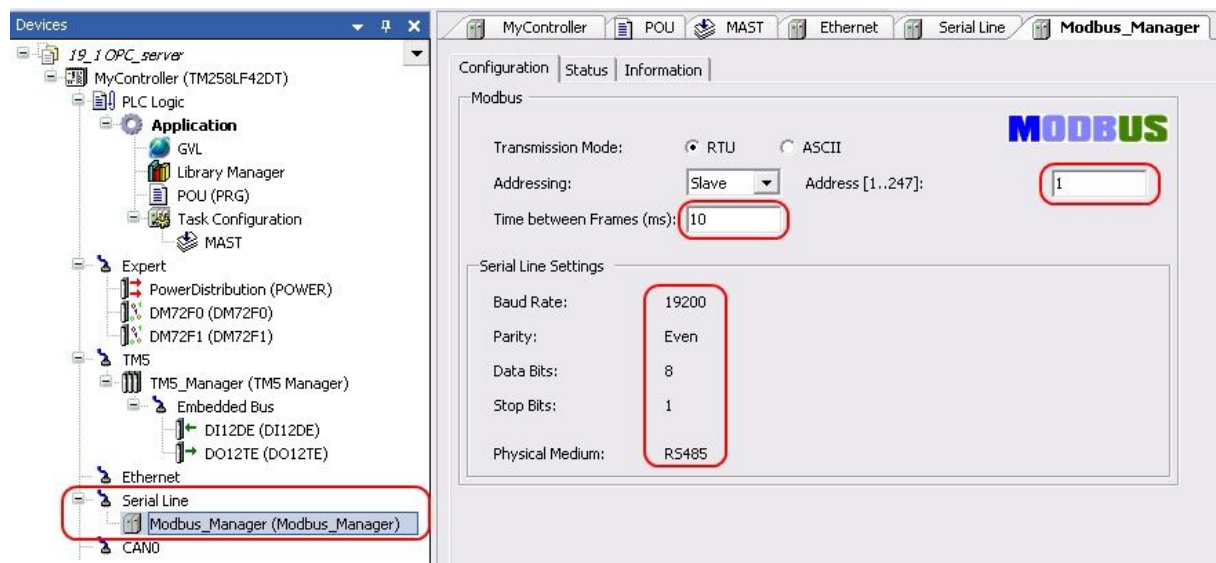 Devices
19_1 OPC_server
MyController (TM258LF42DT)
PLC Logic
Application
GVL
Library Manager
POU (PRG)
Task Configuration
MAST
Expert
PowerDistribution (POWER)
DM72F0 (DM72F0)
DM72F1 (DM72F1)
TM5
TM5_Manager (TM5 Manager)
Embedded Bus
DI12DE (DI12DE)
DO12TE (DO12TE)
Ethernet
Serial Line
Modbus_Manager (Modbus_Manager)
CAN0
MyController POU MAST Ethernet Serial Line Modbus_Manager
Configuration Status Information
Modbus
MODBUS
Transmission Mode: RTU ASCII
Addressing: Slave Address [1..247]: 1
Time between Frames (ms): 10
Serial Line Settings
Baud Rate: 19200
Parity: Even
Data Bits: 8
Stop Bits: 1
Physical Medium: RS485